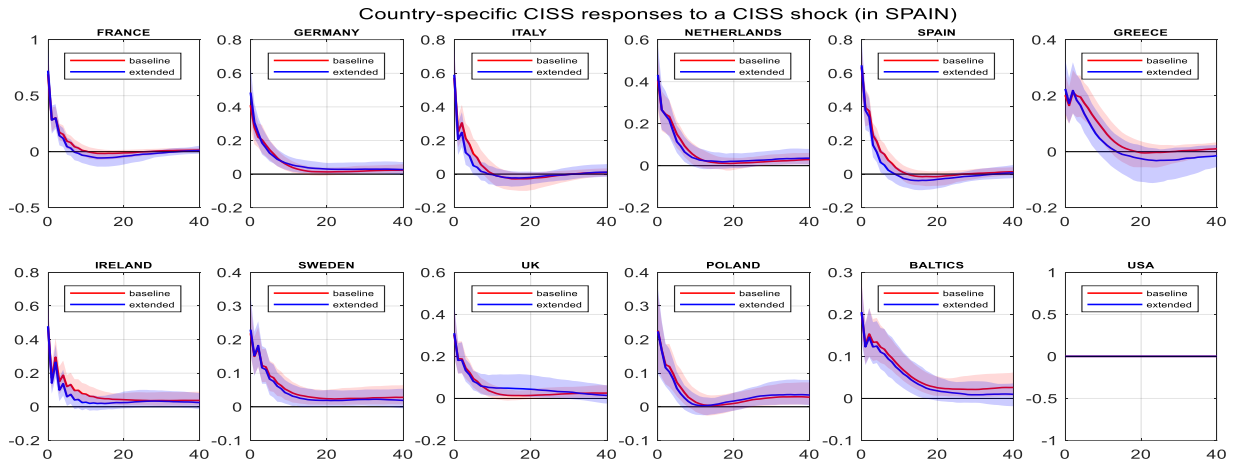 Country-specific CISS responses to a CISS shock (in SPAIN)
FRANCE
1
0.5
0
-0.5
0
20
40
baseline
extended
GERMANY
0.8
0.6
0.4
0.2
0
-0.2
0
20
40
baseline
extended
ITALY
0.8
0.6
0.4
0.2
0
-0.2
0
20
40
baseline
extended
NETHERLANDS
0.6
0.4
0.2
0
-0.2
0
20
40
baseline
extended
SPAIN
0.8
0.6
0.4
0.2
0
-0.2
0
20
40
baseline
extended
GREECE
0.4
0.2
0
-0.2
0
20
40
baseline
extended
IRELAND
0.8
0.6
0.4
0.2
0
-0.2
0
20
40
baseline
extended
SWEDEN
0.4
0.3
0.2
0.1
0
-0.1
0
20
40
baseline
extended
UK
0.6
0.4
0.2
0
-0.2
0
20
40
baseline
extended
POLAND
0.4
0.3
0.2
0.1
0
-0.1
0
20
40
baseline
extended
BALTICS
0.3
0.2
0.1
0
-0.1
0
20
40
baseline
extended
USA
1
0.5
0
-0.5
-1
0
20
40
baseline
extended